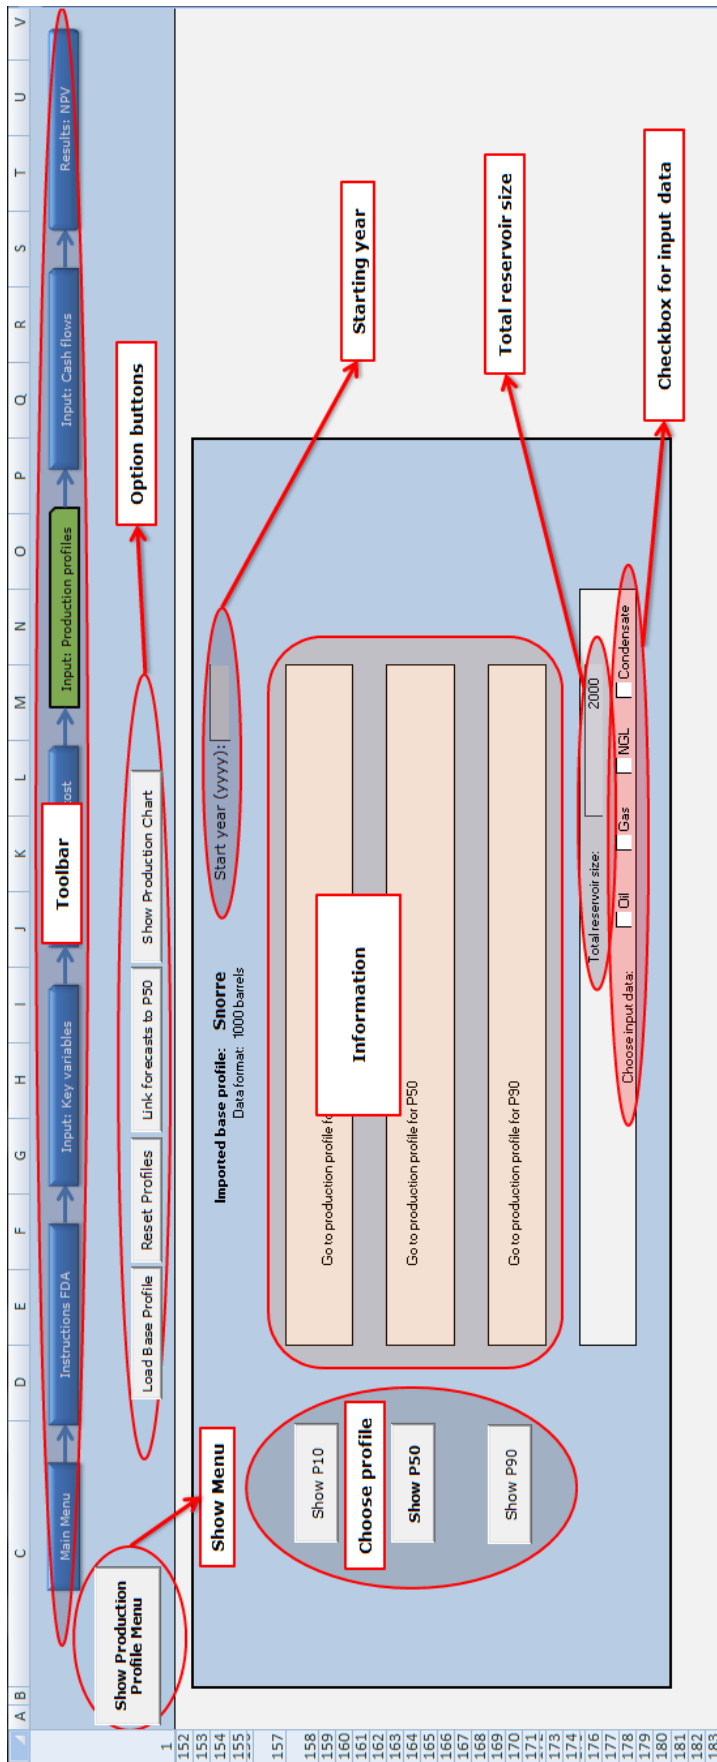 A B C D E F G H I J K L M N O P Q R S T U V
Main Menu
Instructions FDA
Input: Key variables
Toolbar
cost
Input: Production profiles
Input: Cash flows
Results: NPV
Show Production
Profile Menu
Load Base Profile
Reset Profiles
Link forecasts to P50
Show Production Chart
Option buttons
1
Show Menu
Imported base profile: Snorre
Data format: 1000 barrels
Start year (yyyy):
Starting year
Show P10
Go to production profile fo
Choose profile
Information
Show P50
Go to production profile for P50
Show P90
Go to production profile for P90
Total reservoir size: 2000
Total reservoir size
Choose input data: Oil Gas NGL Condensate
Checkbox for input data
152
153
154
155
157
158
159
160
161
162
163
164
165
166
167
168
169
170
171
173
174
176
177
178
179
180
181
182
183